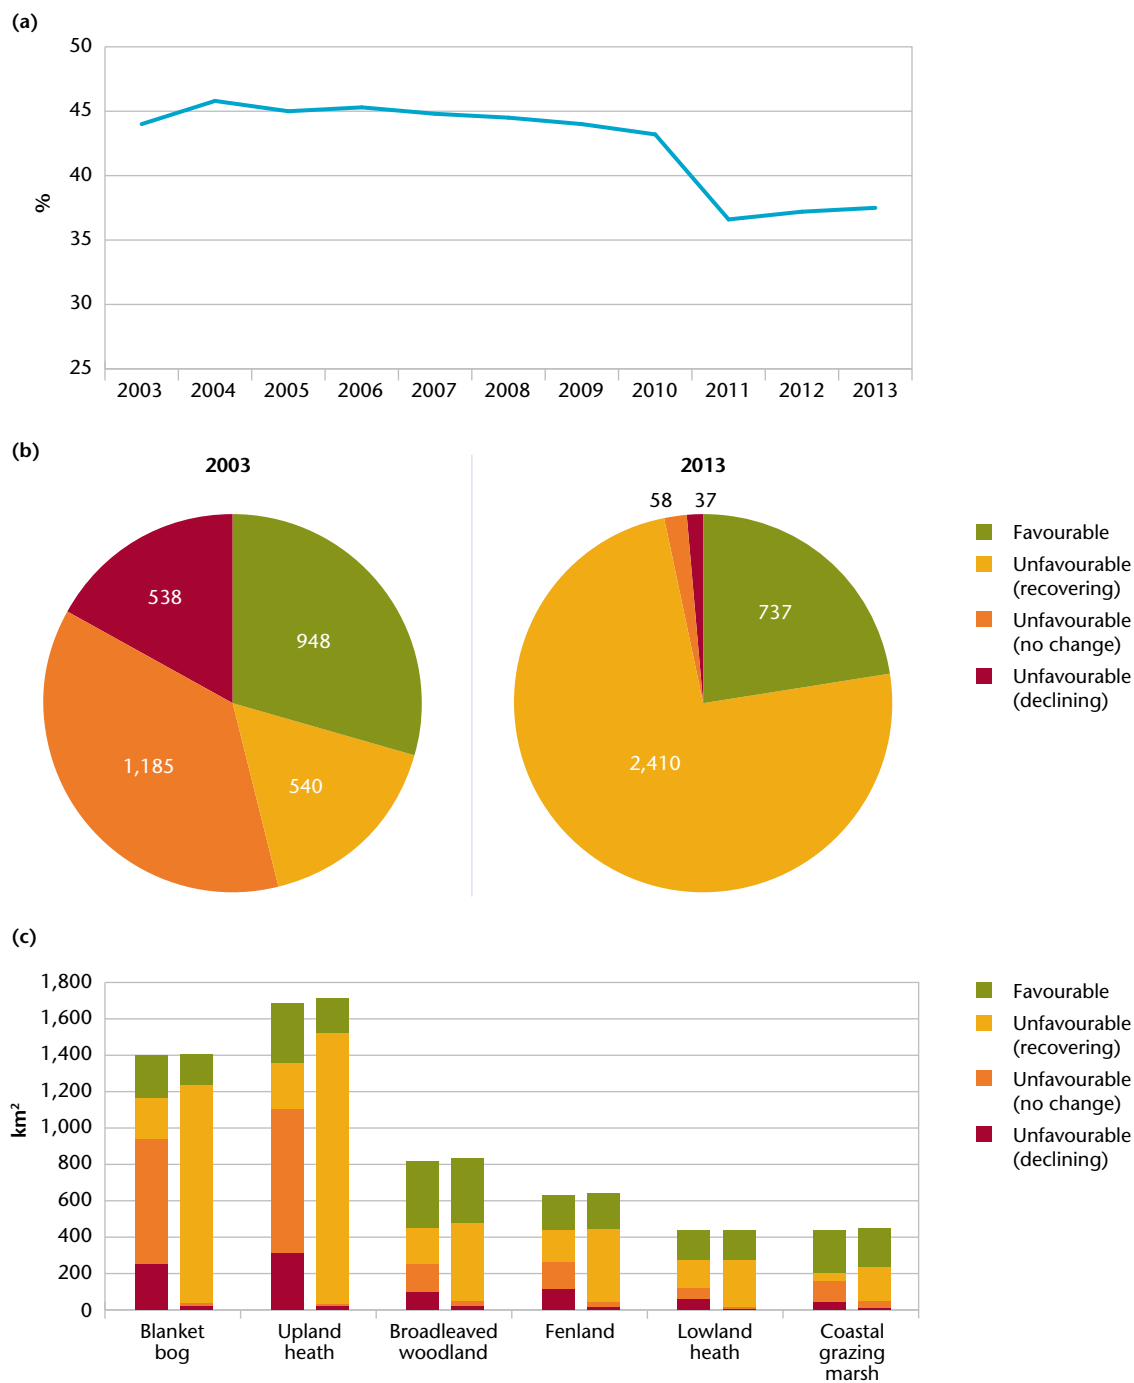 (a)
50
45
40
35
30
25
%
2003 2004 2005 2006 2007 2008 2009 2010 2011 2012 2013
(b)
2003
2013
538
948
1,185
540
58 37
737
2,410
Favourable
Unfavourable
(recovering)
Unfavourable
(no change)
Unfavourable
(declining)
(c)
1,800
1,600
1,400
1,200
1,000
800
600
400
200
0
km²
Blanket
bog
Upland
heath
Broadleaved
woodland
Fenland
Lowland
heath
Coastal
grazing
marsh
Favourable
Unfavourable
(recovering)
Unfavourable
(no change)
Unfavourable
(declining)